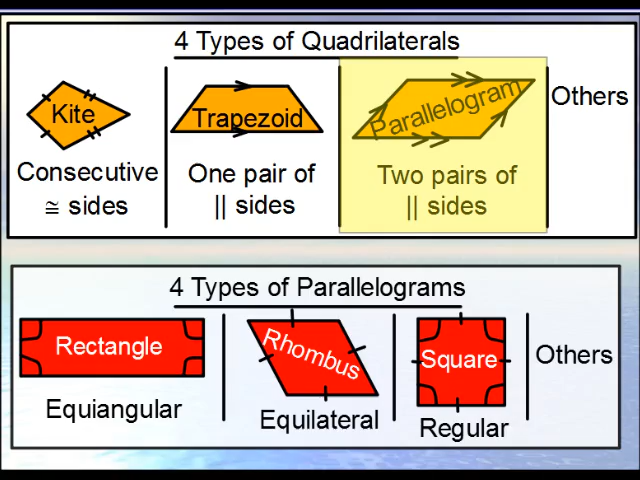 4 Types of Quadrilaterals
Kite
Trapezoid
Parallelogram
Others
Consecutive
≅ sides
One pair of
|| sides
Two pairs of
|| sides
4 Types of Parallelograms
Rectangle
Rhombus
Square
Others
Equiangular
Equilateral
Regular